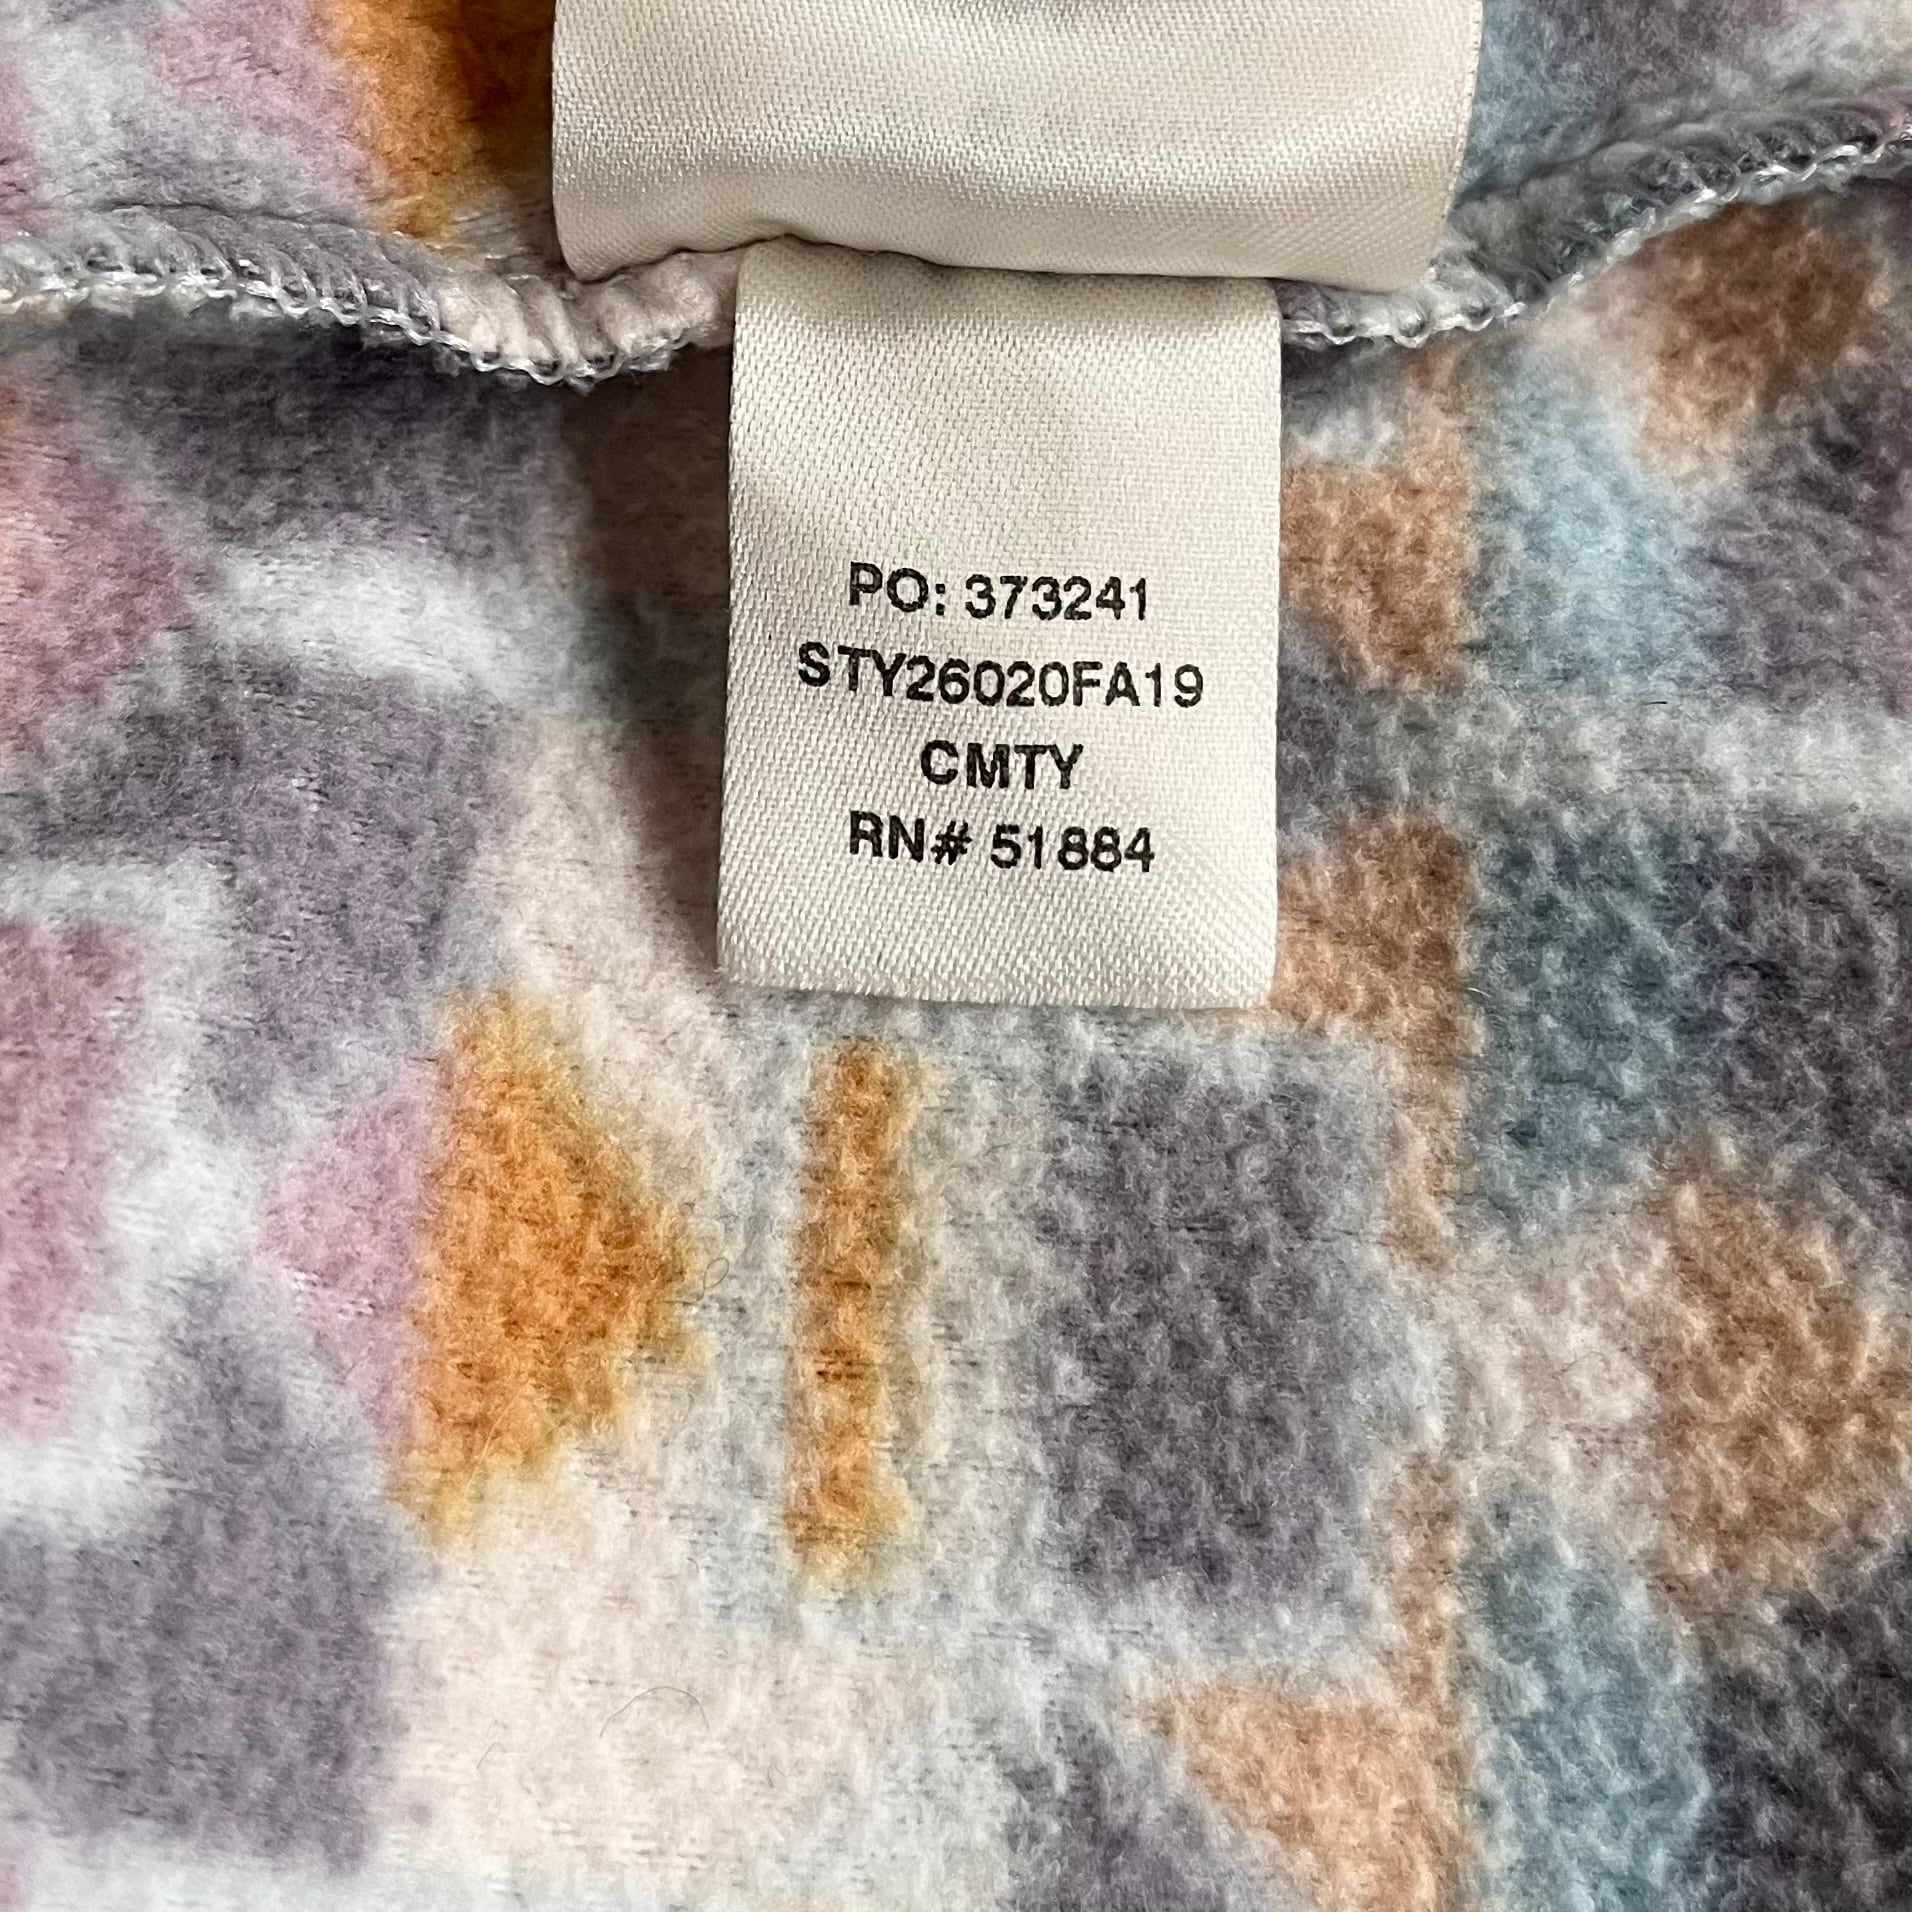 PO: 373241
STY26020FA19
CMTY
RN# 51884